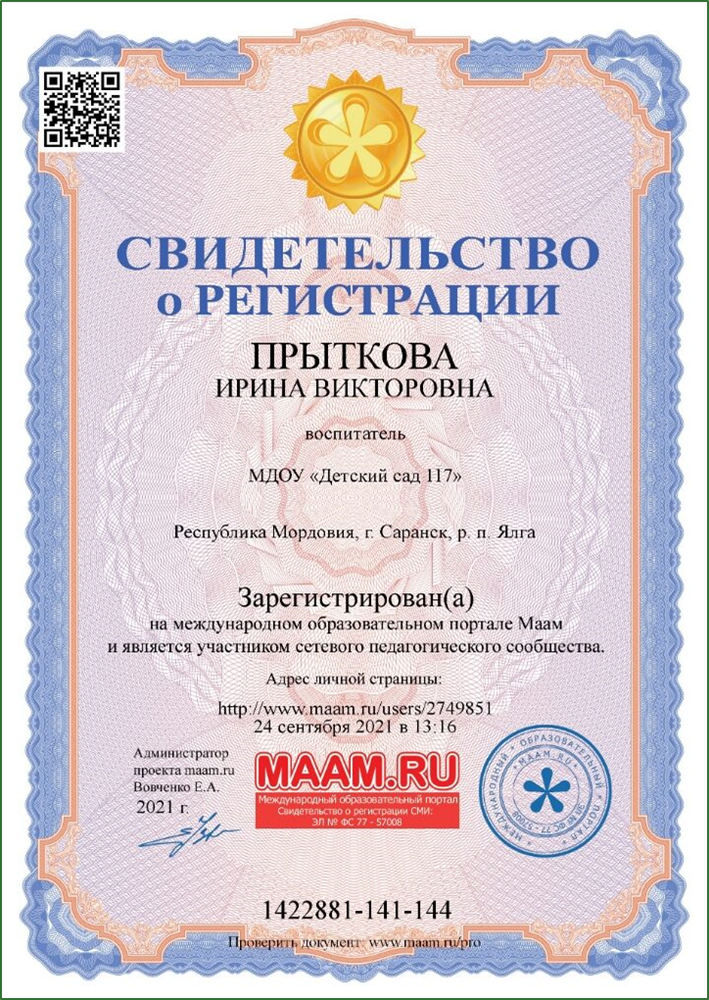 СВИДЕТЕЛЬСТВО
о РЕГИСТРАЦИИ
ПРЫТКОВА
ИРИНА ВИКТОРОВНА
воспитатель
МДОУ «Детский сад 117»
Республика Мордовия, г. Саранск, р. п. Ялга
Зарегистрирован(а)
на международном образовательном портале Маам
и является участником сетевого педагогического сообщества.
Адрес личной страницы:
http://www.maam.ru/users/2749851
24 сентября 2021 в 13:16
Администратор
проекта maam.ru
Вовченко Е.А.
2021 г.
MAAM.RU
Международный образовательный портал
Свидетельство о регистрации СМИ:
ЭЛ № ФС 77 - 57008
МЕЖДУНАРОДНЫЙ * ОБРАЗОВАТЕЛЬНЫЙ * ПОРТАЛ *
* MAAM.RU *
ЭЛ № ФС 77- 57008
1422881-141-144
Проверить документ: www.maam.ru/pro